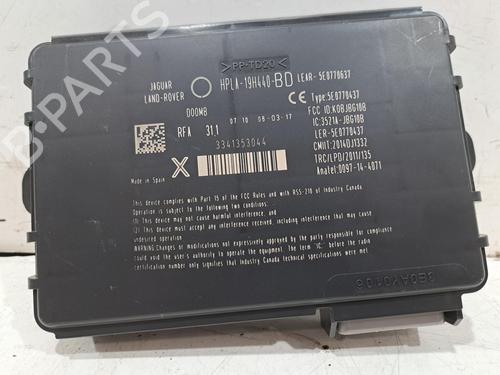 >PP-TD20<
JAGUAR
LAND-ROVER
HPLA-19H440-BD LEAR- 5E0770637
000MB
Type:5E0770437
FCC ID:KOBJBG10B
IC:3521A-JBG10B
LER-5E0770437
CMIIT:2014DJ1332
TRC/LPD/2011/135
Anatel:0097-14-4071
07 10 08-03-17
RFA 31,1
3341353044
X
Made in Spain
This device complies with Part 15 of the FCC Rules and with RSS-210 of Industry Canada.
Operation is subject to the following two conditions:
(1) This device may not cause harmful interference, and
(2) This device must accept any interference received, including interference that may cause
undesired operation.
WARNING:Changes or modifications not expressively approved by the party responsible for compliance
could void the user's authority to operate the equipment. The term 'IC' before the radio
certification number only signifies that Industry Canada technical specifications were met
B-PARTS